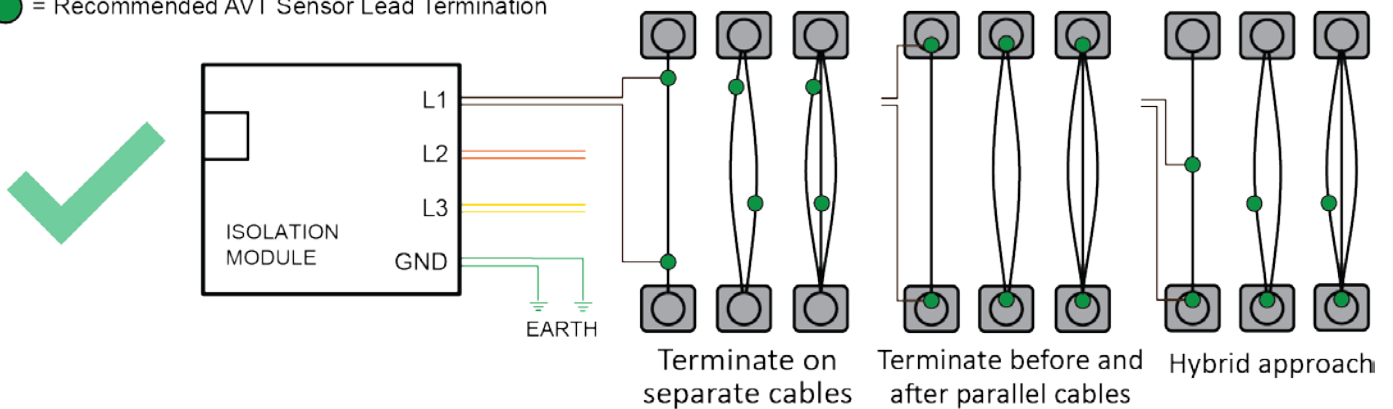 = Recommended AVT Sensor Lead Termination
L1
L2
L3
GND
ISOLATION
MODULE
EARTH
Terminate on
separate cables
Terminate before and
after parallel cables
Hybrid approach